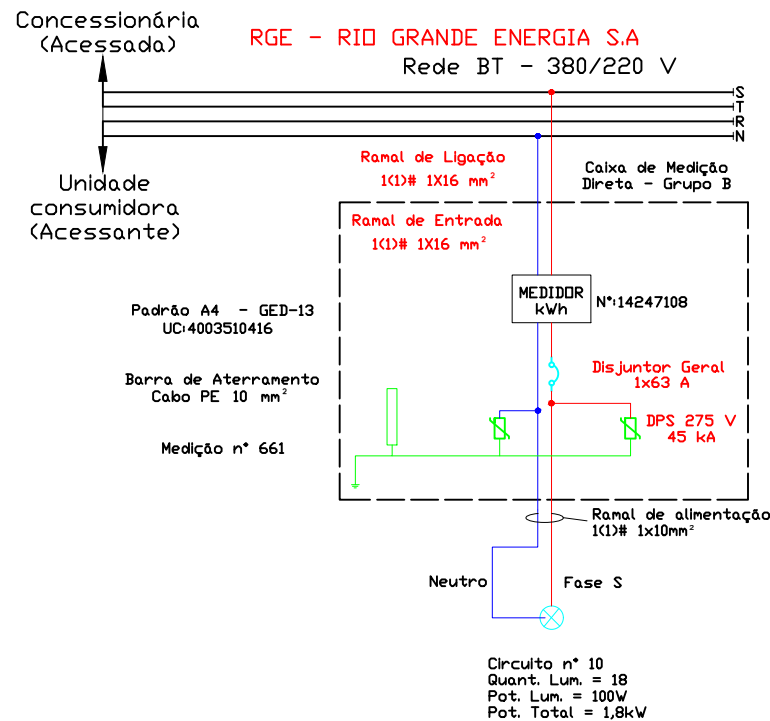 Concessionária
(Acessada)
RGE - RIO GRANDE ENERGIA S.A
Rede BT - 380/220 V
S
T
R
N
Unidade
consumidora
(Acessante)
Ramal de Ligação
1(1)# 1X16 mm²
Caixa de Medição
Direta - Grupo B
Ramal de Entrada
1(1)# 1X16 mm²
MEDIDOR
kWh
N°:14247108
Padrão A4 - GED-13
UC:4003510416
Disjuntor Geral
1x63 A
Barra de Aterramento
Cabo PE 10 mm²
DPS 275 V
45 kA
Medição n° 661
Ramal de alimentação
1(1)# 1x10mm²
Neutro
Fase S
Circuito n° 10
Quant. Lum. = 18
Pot. Lum. = 100W
Pot. Total = 1,8kW